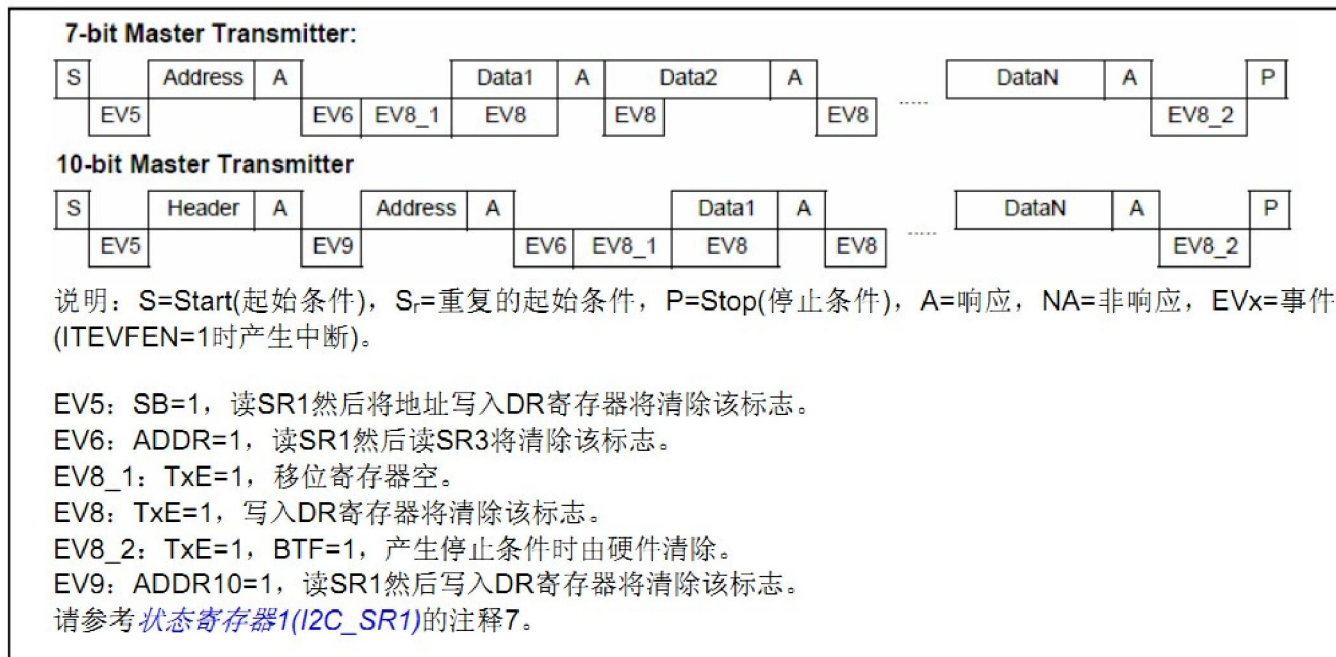 7-bit Master Transmitter:
S Address A Data1 A Data2 A ..... DataN A P
EV5 EV6 EV8_1 EV8 EV8 EV8 EV8_2
10-bit Master Transmitter
S Header A Address A Data1 A ..... DataN A P
EV5 EV9 EV6 EV8_1 EV8 EV8 EV8_2
说明：S=Start(起始条件)，Sr=重复的起始条件，P=Stop(停止条件)，A=响应，NA=非响应，EVx=事件
(ITEVFEN=1时产生中断)。
EV5：SB=1，读SR1然后将地址写入DR寄存器将清除该标志。
EV6：ADDR=1，读SR1然后读SR3将清除该标志。
EV8_1：TxE=1，移位寄存器空。
EV8：TxE=1，写入DR寄存器将清除该标志。
EV8_2：TxE=1，BTF=1，产生停止条件时由硬件清除。
EV9：ADDR10=1，读SR1然后写入DR寄存器将清除该标志。
请参考状态寄存器1(I2C_SR1)的注释7。